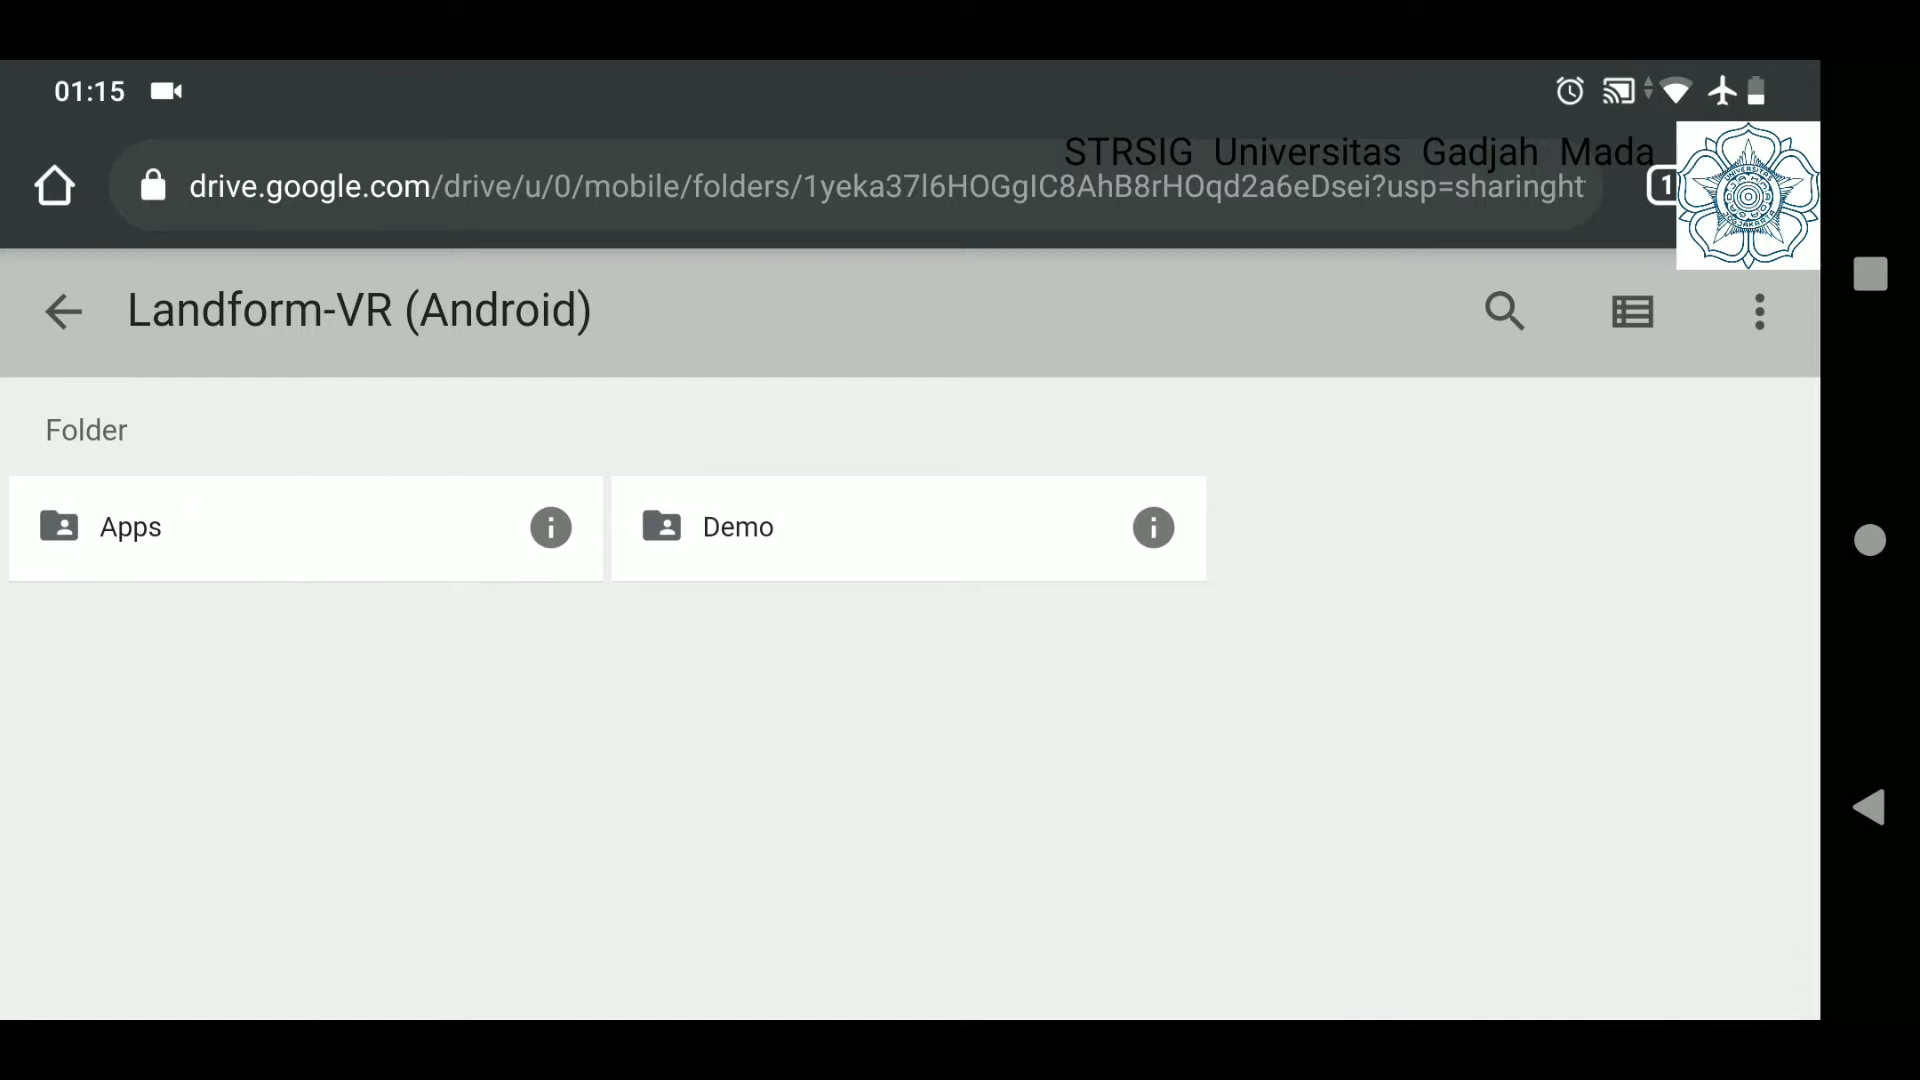 01:15
STRSIG Universitas Gadjah Mada
drive.google.com/drive/u/0/mobile/folders/1yeka37l6HOGgIC8AhB8rHOqd2a6eDsei?usp=sharinght
Landform-VR (Android)
Folder
Apps
Demo